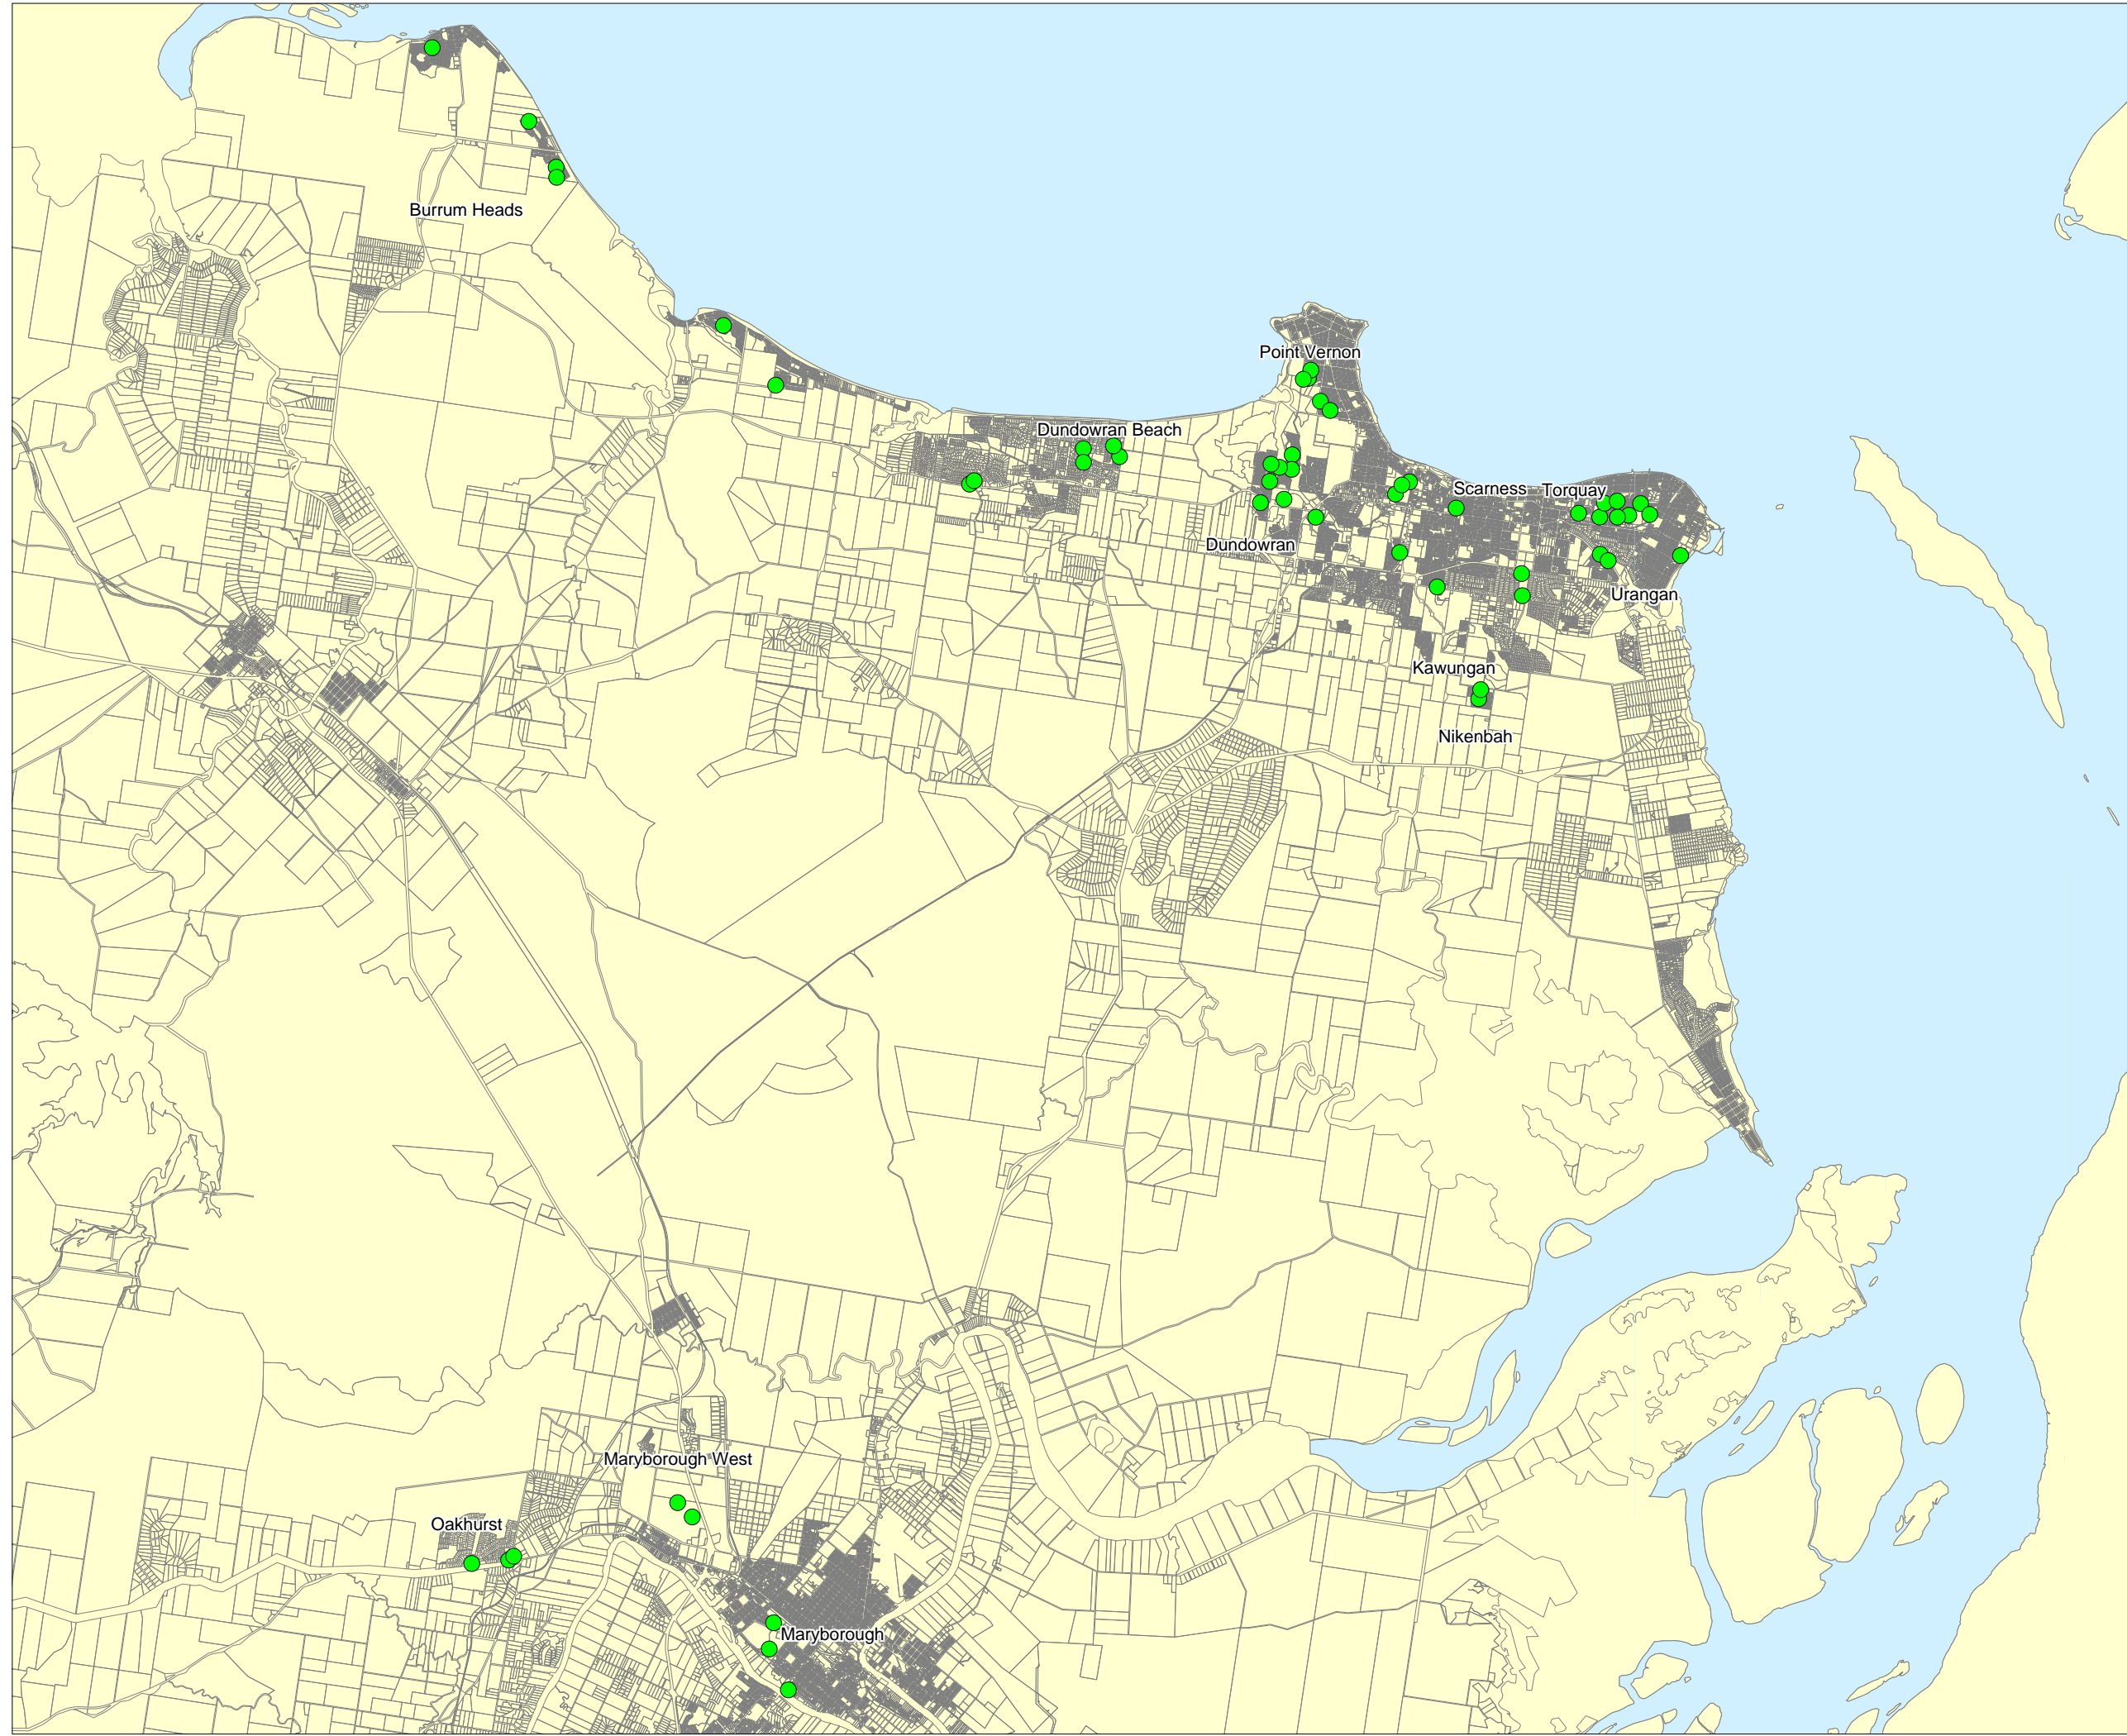 Burrum Heads
Point Vernon
Dundowran Beach
Scarness
Torquay
Dundowran
Urangan
Kawungan
Nikenbah
Maryborough West
Oakhurst
Maryborough